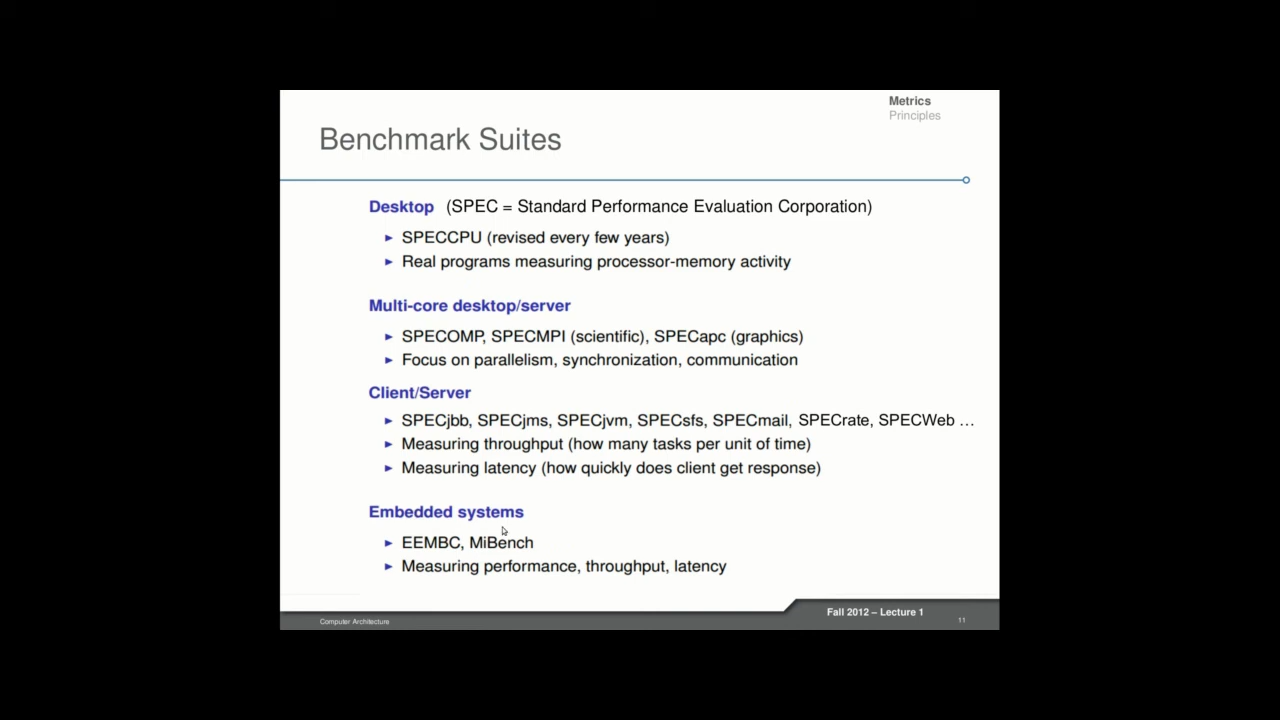 Metrics
Principles
Benchmark Suites
Desktop (SPEC = Standard Performance Evaluation Corporation)
► SPECCPU (revised every few years)
► Real programs measuring processor-memory activity
Multi-core desktop/server
► SPECOMP, SPECMPI (scientific), SPECapc (graphics)
► Focus on parallelism, synchronization, communication
Client/Server
► SPECjbb, SPECjms, SPECjvm, SPECsfs, SPECmail, SPECrate, SPECWeb …
► Measuring throughput (how many tasks per unit of time)
► Measuring latency (how quickly does client get response)
Embedded systems
► EEMBC, MiBench
► Measuring performance, throughput, latency
Fall 2012 – Lecture 1
Computer Architecture
11